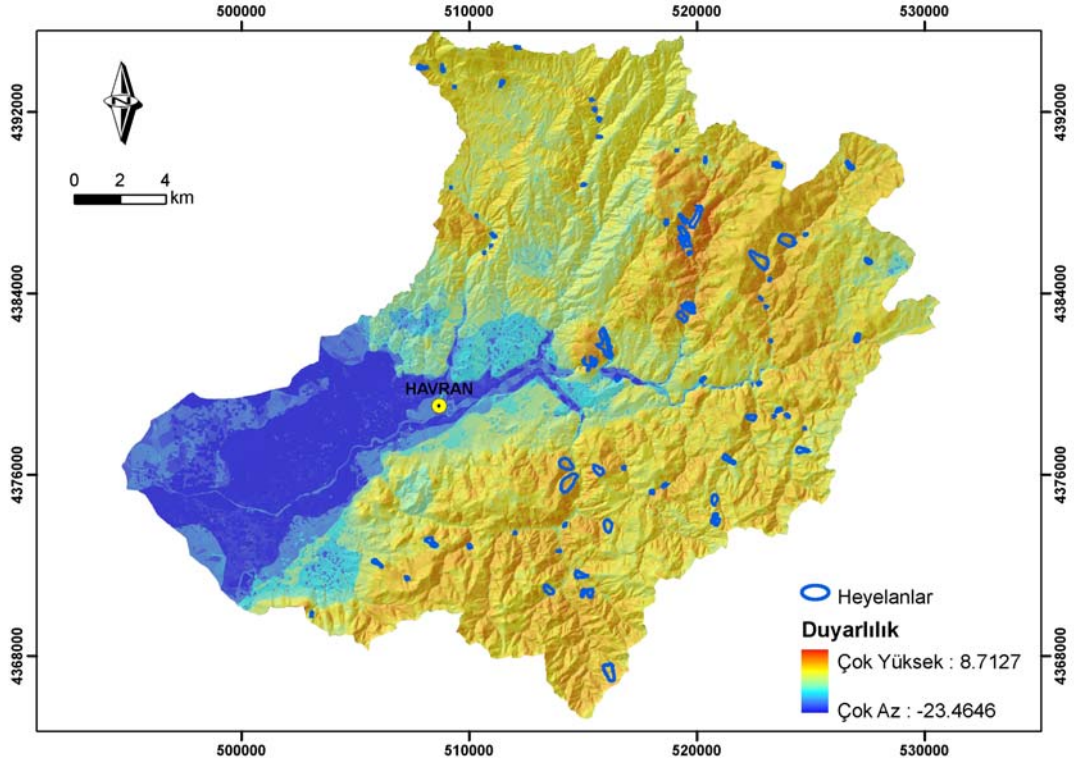 500000 510000 520000 530000
4392000 4392000
N
0 2 4
km
4384000 4384000
HAVRAN
4376000 4376000
Heyelanlar
Duyarlılık
Çok Yüksek : 8.7127
4368000 4368000
Çok Az : -23.4646
500000 510000 520000 530000